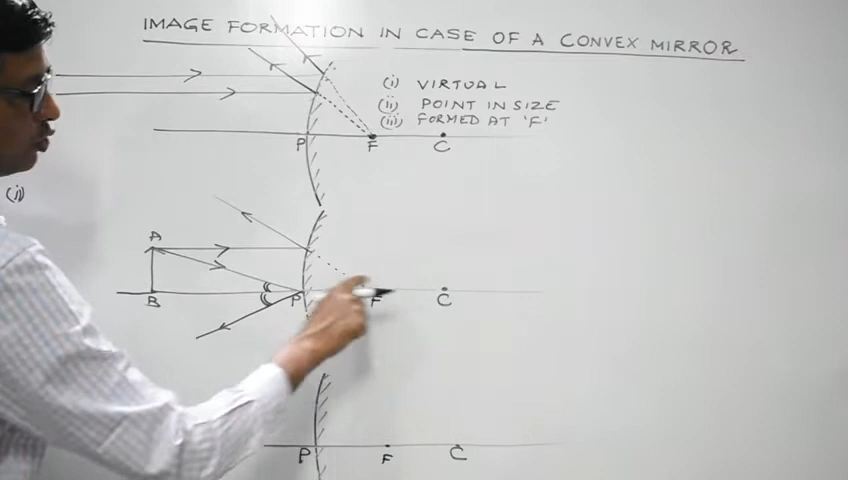 IMAGE FORMATION IN CASE OF A CONVEX MIRROR
(i) VIRTUAL
(ii) POINT IN SIZE
(iii) FORMED AT 'F'
P F C
(i)
A
B P F C
P F C